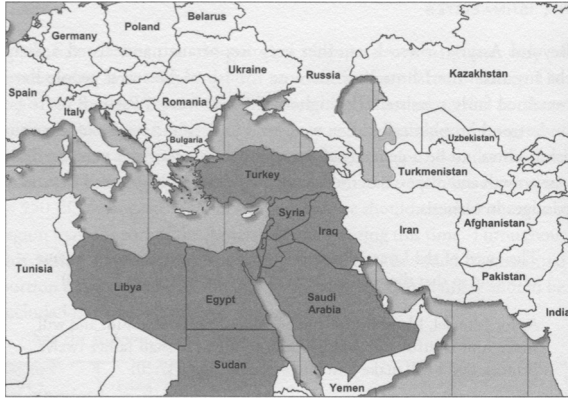 Belarus
Poland
Germany
Ukraine
Russia
Kazakhstan
Spain
Romania
Italy
Bulgaria
Uzbekistan
Turkey
Turkmenistan
Syria
Iraq
Iran
Afghanistan
Tunisia
Libya
Egypt
Saudi
Arabia
Pakistan
India
Sudan
Yemen